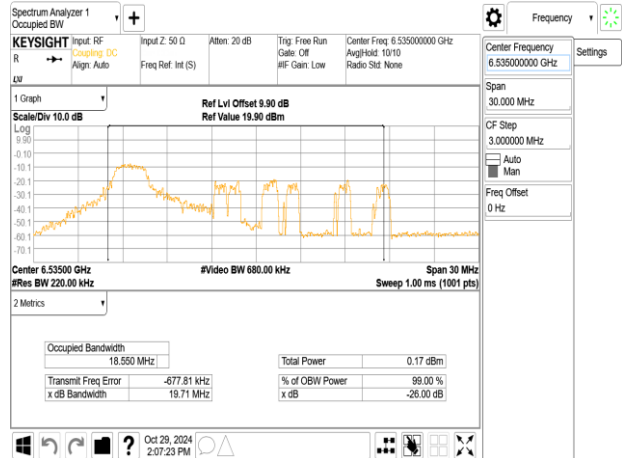 Spectrum Analyzer 1
Occupied BW
KEYSIGHT
R
Input: RF
Coupling: DC
Align: Auto
Input Z: 50 Ω
Freq Ref: Int (S)
Atten: 20 dB
Trig: Free Run
Gate: Off
#IF Gain: Low
Center Freq: 6.535000000 GHz
Avg|Hold: 10/10
Radio Std: None
1 Graph
Scale/Div 10.0 dB
Ref Lvl Offset 9.90 dB
Ref Value 19.90 dBm
Log
9.90
-0.10
-10.1
-20.1
-30.1
-40.1
-50.1
-60.1
-70.1
Center 6.53500 GHz
#Res BW 220.00 kHz
#Video BW 680.00 kHz
Span 30 MHz
Sweep 1.00 ms (1001 pts)
2 Metrics
Occupied Bandwidth
18.550 MHz
Transmit Freq Error -677.81 kHz
x dB Bandwidth 19.71 MHz
Total Power 0.17 dBm
% of OBW Power 99.00 %
x dB -26.00 dB
Oct 29, 2024
2:07:23 PM
Frequency
Settings
Center Frequency
6.535000000 GHz
Span
30.000 MHz
CF Step
3.000000 MHz
Auto
Man
Freq Offset
0 Hz